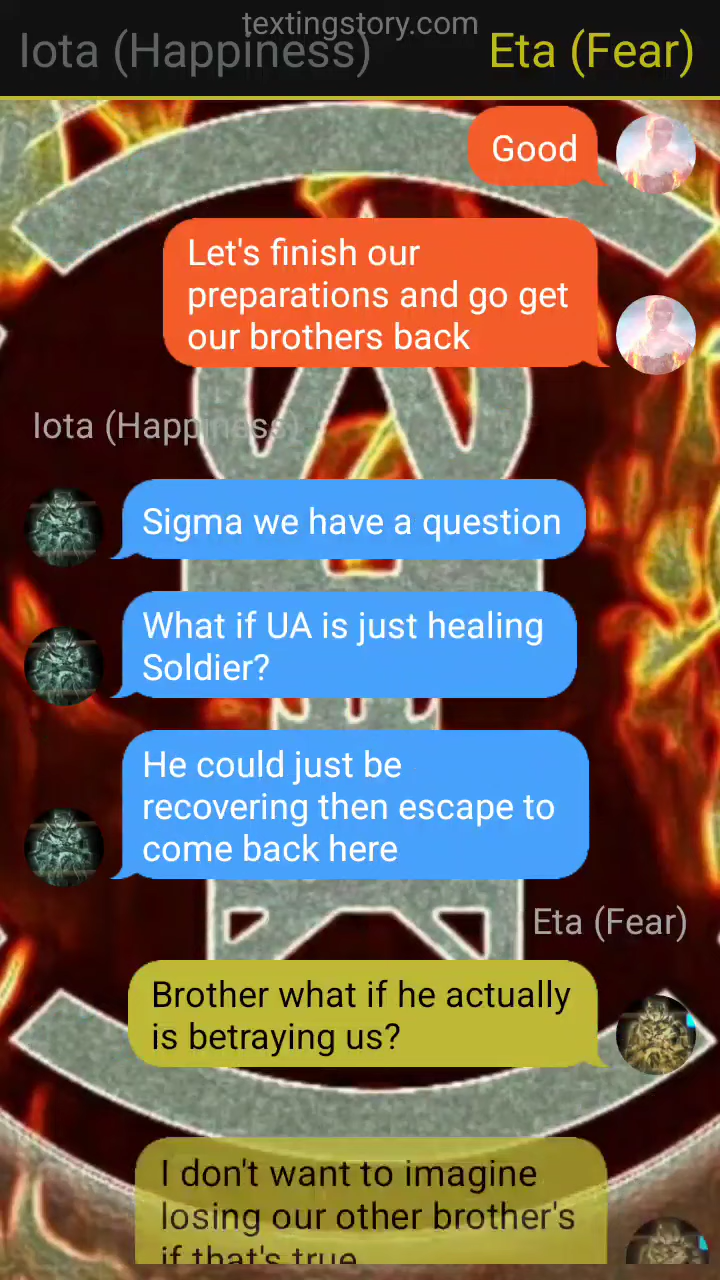 textingstory.com
Iota (Happiness)
Eta (Fear)
Good
Let's finish our
preparations and go get
our brothers back
Iota (Happiness)
Sigma we have a question
What if UA is just healing
Soldier?
He could just be
recovering then escape to
come back here
Eta (Fear)
Brother what if he actually
is betraying us?
I don't want to imagine
losing our other brother's
if that's true